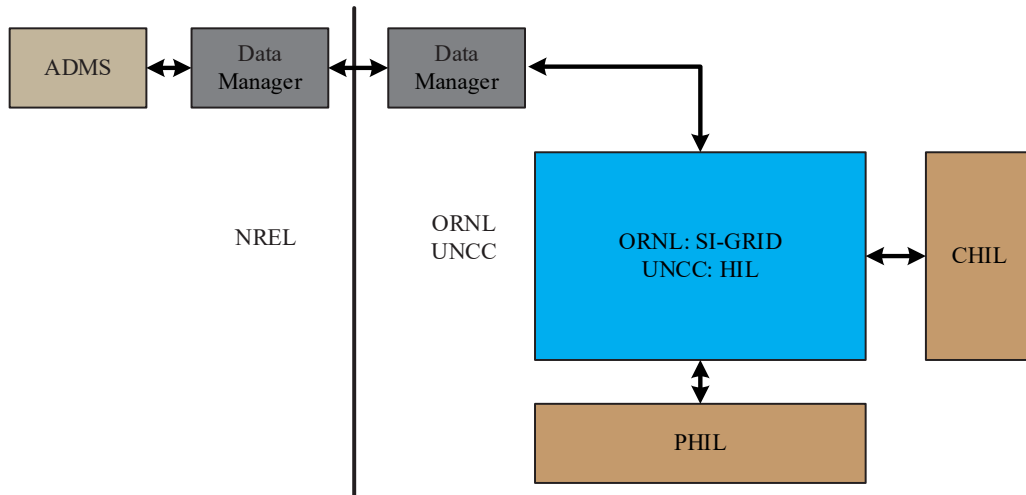 ADMS
Data
Manager
Data
Manager
NREL
ORNL
UNCC
ORNL: SI-GRID
UNCC: HIL
CHIL
PHIL